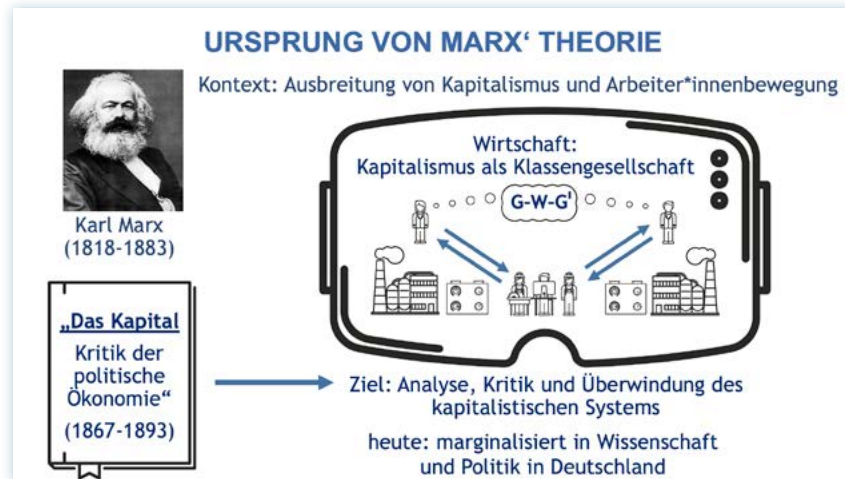 URSPRUNG VON MARX‘ THEORIE
Kontext: Ausbreitung von Kapitalismus und Arbeiter*innenbewegung
Karl Marx
(1818-1883)
Wirtschaft:
Kapitalismus als Klassengesellschaft
G-W-G'
„Das Kapital
Kritik der
politische
Ökonomie“
(1867-1893)
Ziel: Analyse, Kritik und Überwindung des
kapitalistischen Systems
heute: marginalisiert in Wissenschaft
und Politik in Deutschland